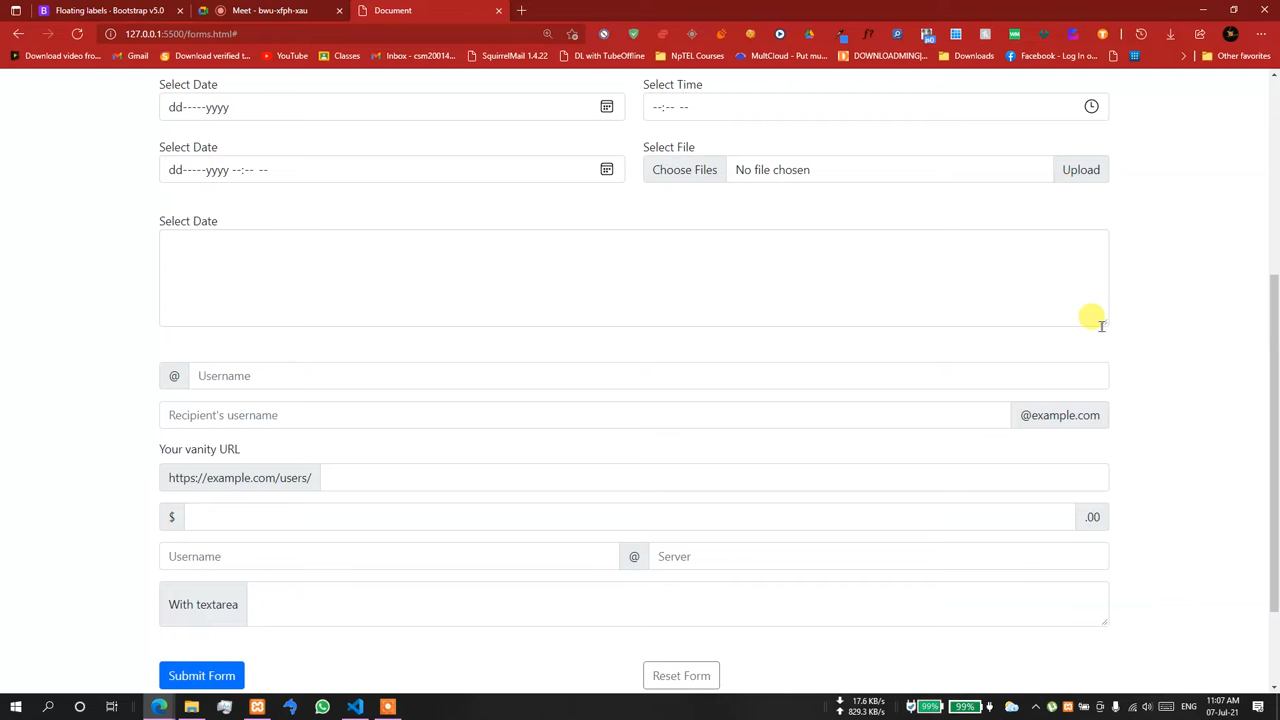 Floating labels - Bootstrap v5.0
Meet - bwu-xfph-xau
Document
127.0.0.1:5500/forms.html#
Download video fro...
Gmail
Download verified t...
YouTube
Classes
Inbox - csm20014...
SquirrelMail 1.4.22
DL with TubeOffline
NpTEL Courses
MultCloud - Put mu...
DOWNLOADMING|...
Downloads
Facebook - Log In o...
Other favorites
Select Date
Select Time
dd-----yyyy
--:-- --
Select Date
Select File
dd-----yyyy --:-- --
Choose Files
No file chosen
Upload
Select Date
@
Username
Recipient's username
@example.com
Your vanity URL
https://example.com/users/
$
.00
Username
@
Server
With textarea
Submit Form
Reset Form
17.6 KB/s
829.3 KB/s
99%
99%
ENG
11:07 AM
07-Jul-21